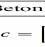 Beton
c = [